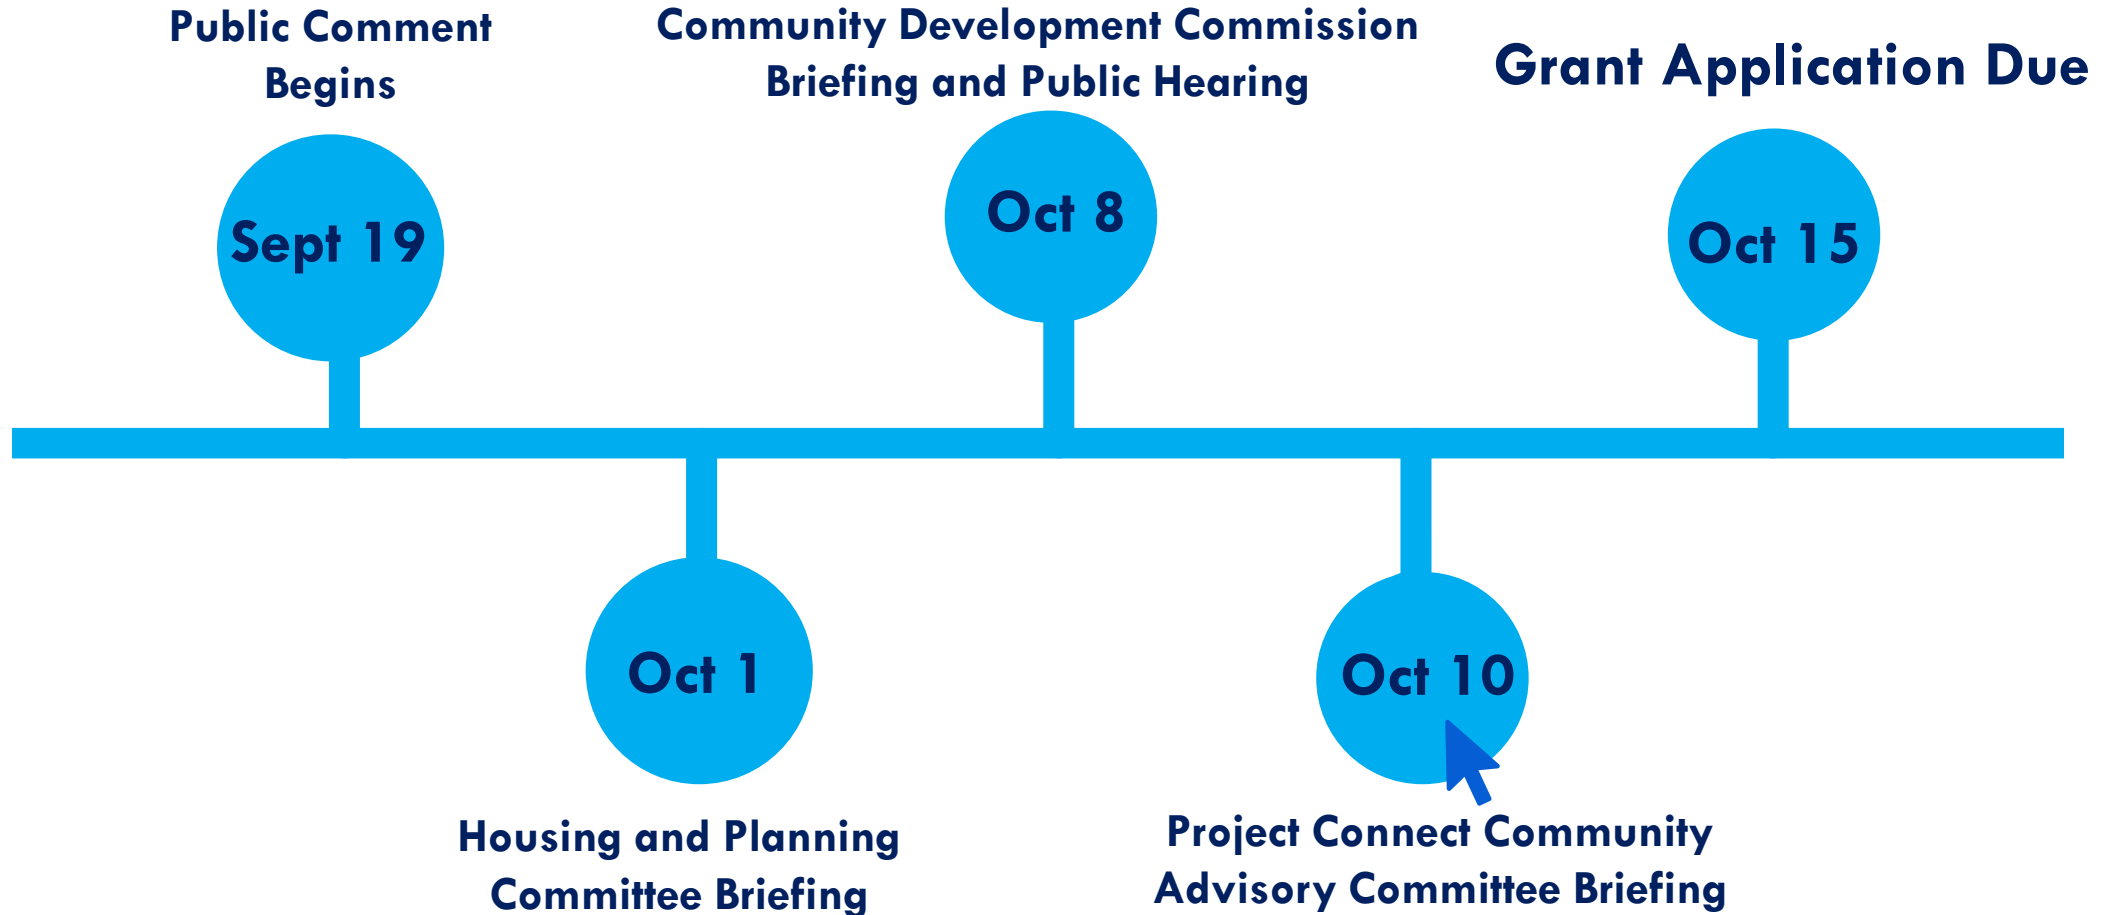 Public Comment
Begins
Community Development Commission
Briefing and Public Hearing
Grant Application Due
Sept 19
Oct 8
Oct 15
Oct 1
Oct 10
Housing and Planning
Committee Briefing
Project Connect Community
Advisory Committee Briefing